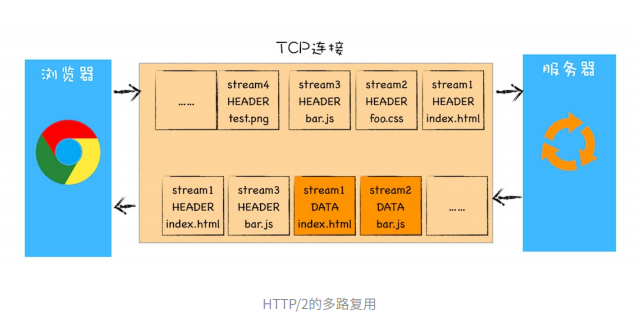 TCP连接
浏览器
服务器
……
stream4
HEADER
test.png
stream3
HEADER
bar.js
stream2
HEADER
foo.css
stream1
HEADER
index.html
stream1
HEADER
index.html
stream3
HEADER
bar.js
stream1
DATA
index.html
stream2
DATA
bar.js
……
HTTP/2的多路复用